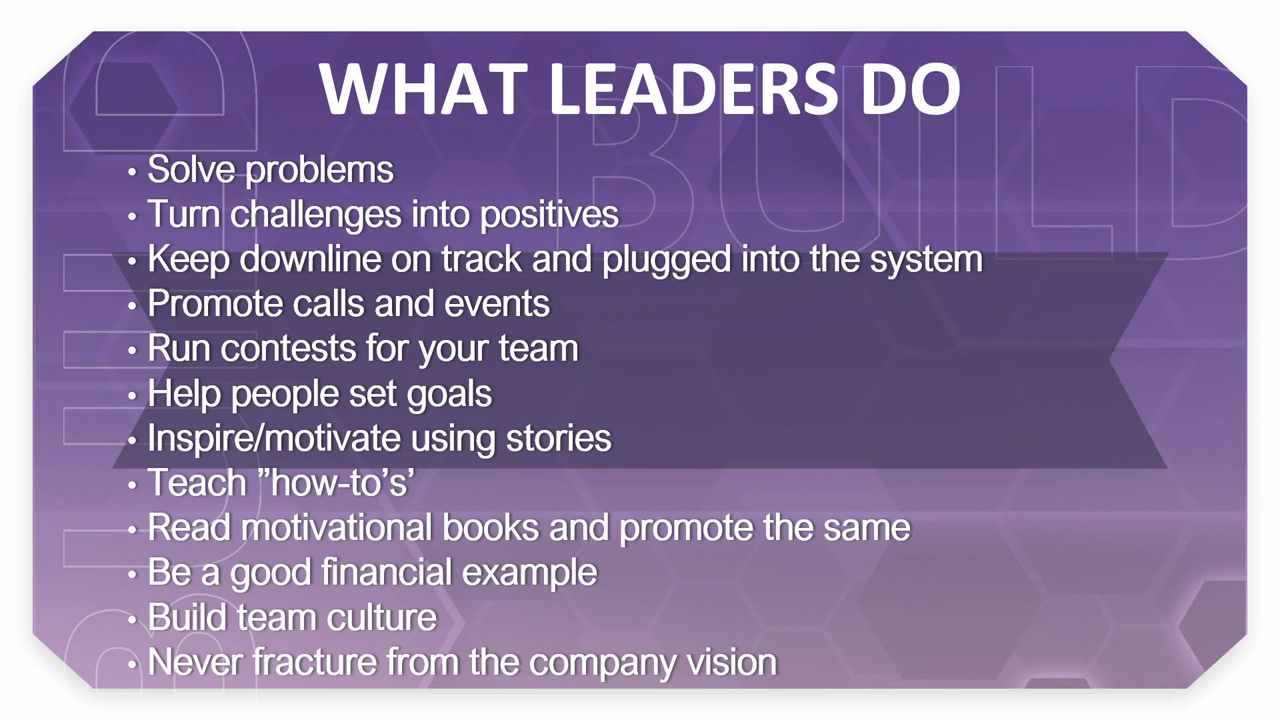 WHAT LEADERS DO
• Solve problems
• Turn challenges into positives
• Keep downline on track and plugged into the system
• Promote calls and events
• Run contests for your team
• Help people set goals
• Inspire/motivate using stories
• Teach ”how-to’s’
• Read motivational books and promote the same
• Be a good financial example
• Build team culture
• Never fracture from the company vision
BUILD
BUILD